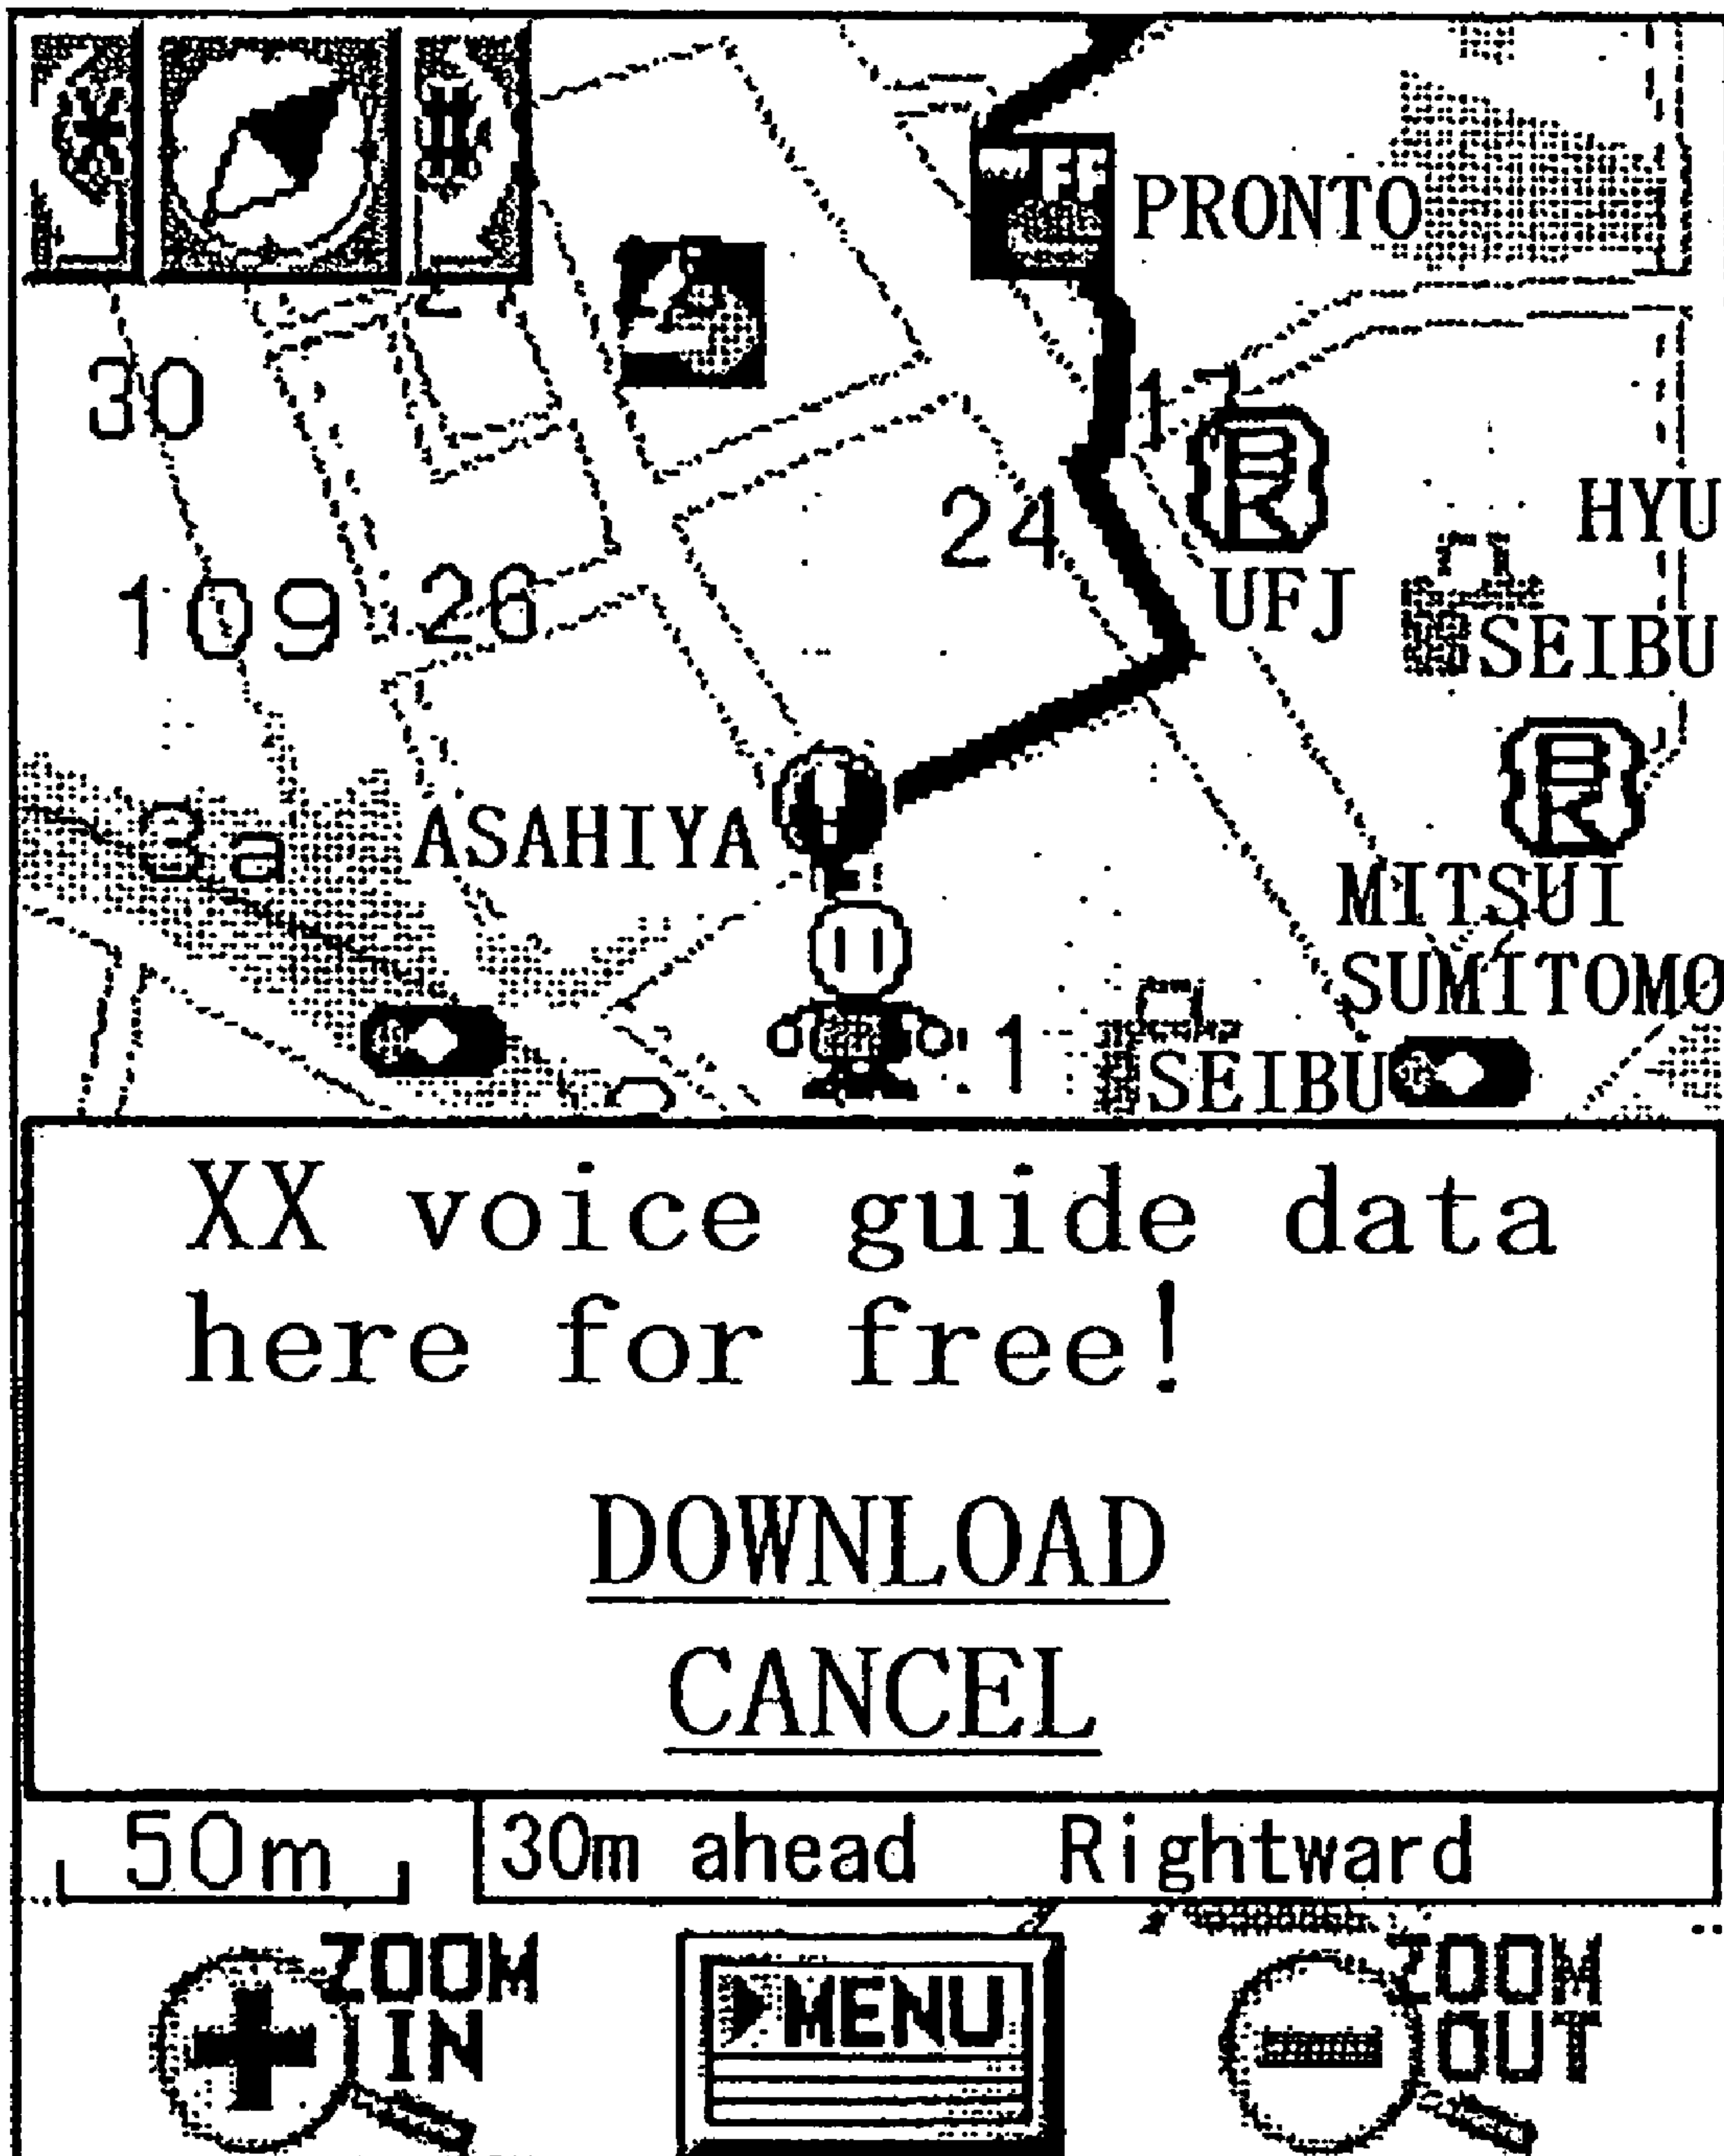 * #
PRONTO
30
17
24
HYU
109 26
UFJ
SEIBU
3a
ASAHIYA
MITSUI
SUMITOMO
1
SEIBU
XX voice guide data
here for free!
DOWNLOAD
CANCEL
50m
30m ahead Rightward
ZOOM
IN
MENU
ZOOM
OUT